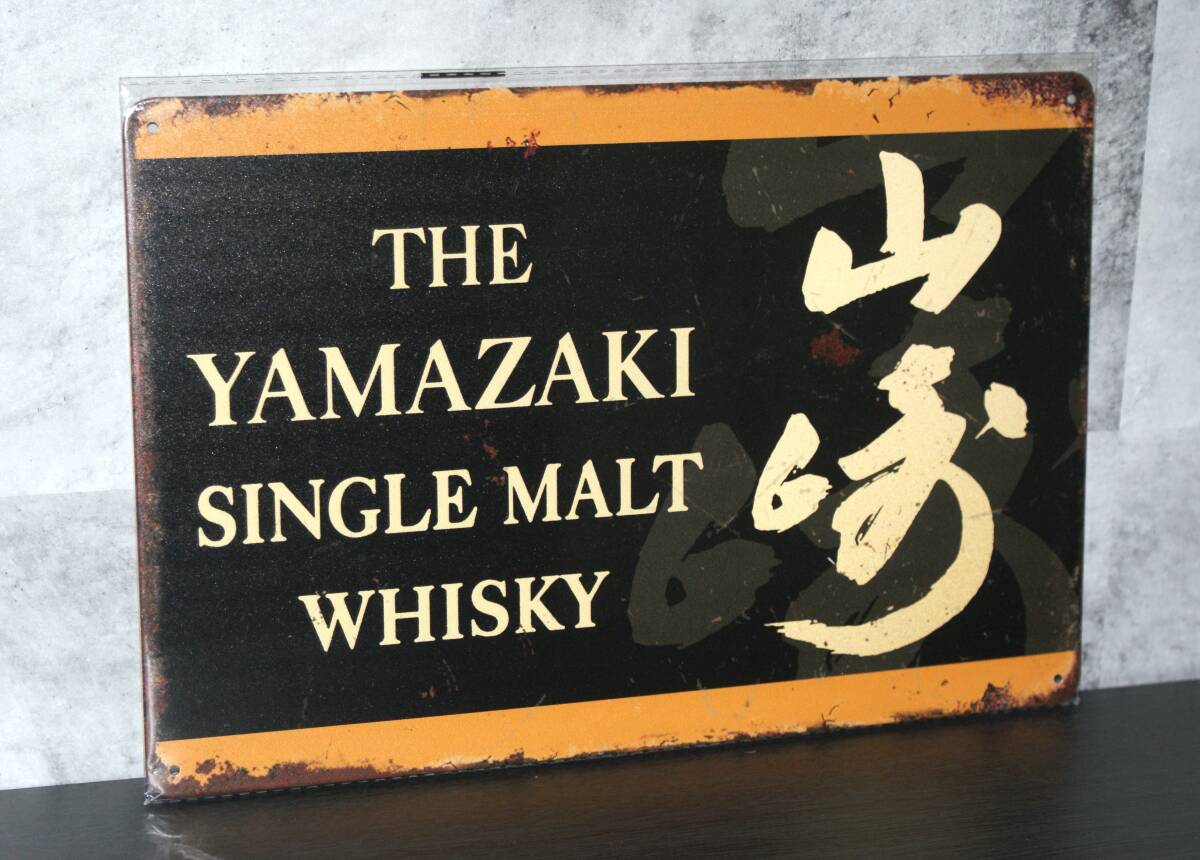 THE
YAMAZAKI
SINGLE MALT
WHISKY
山崎